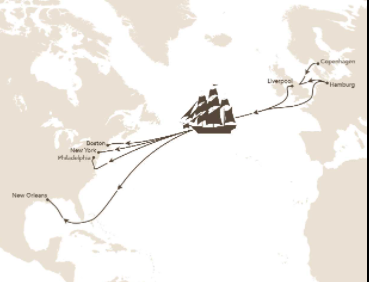 Copenhagen
Liverpool
Hamburg
Boston
New York
Philadelphia
New Orleans